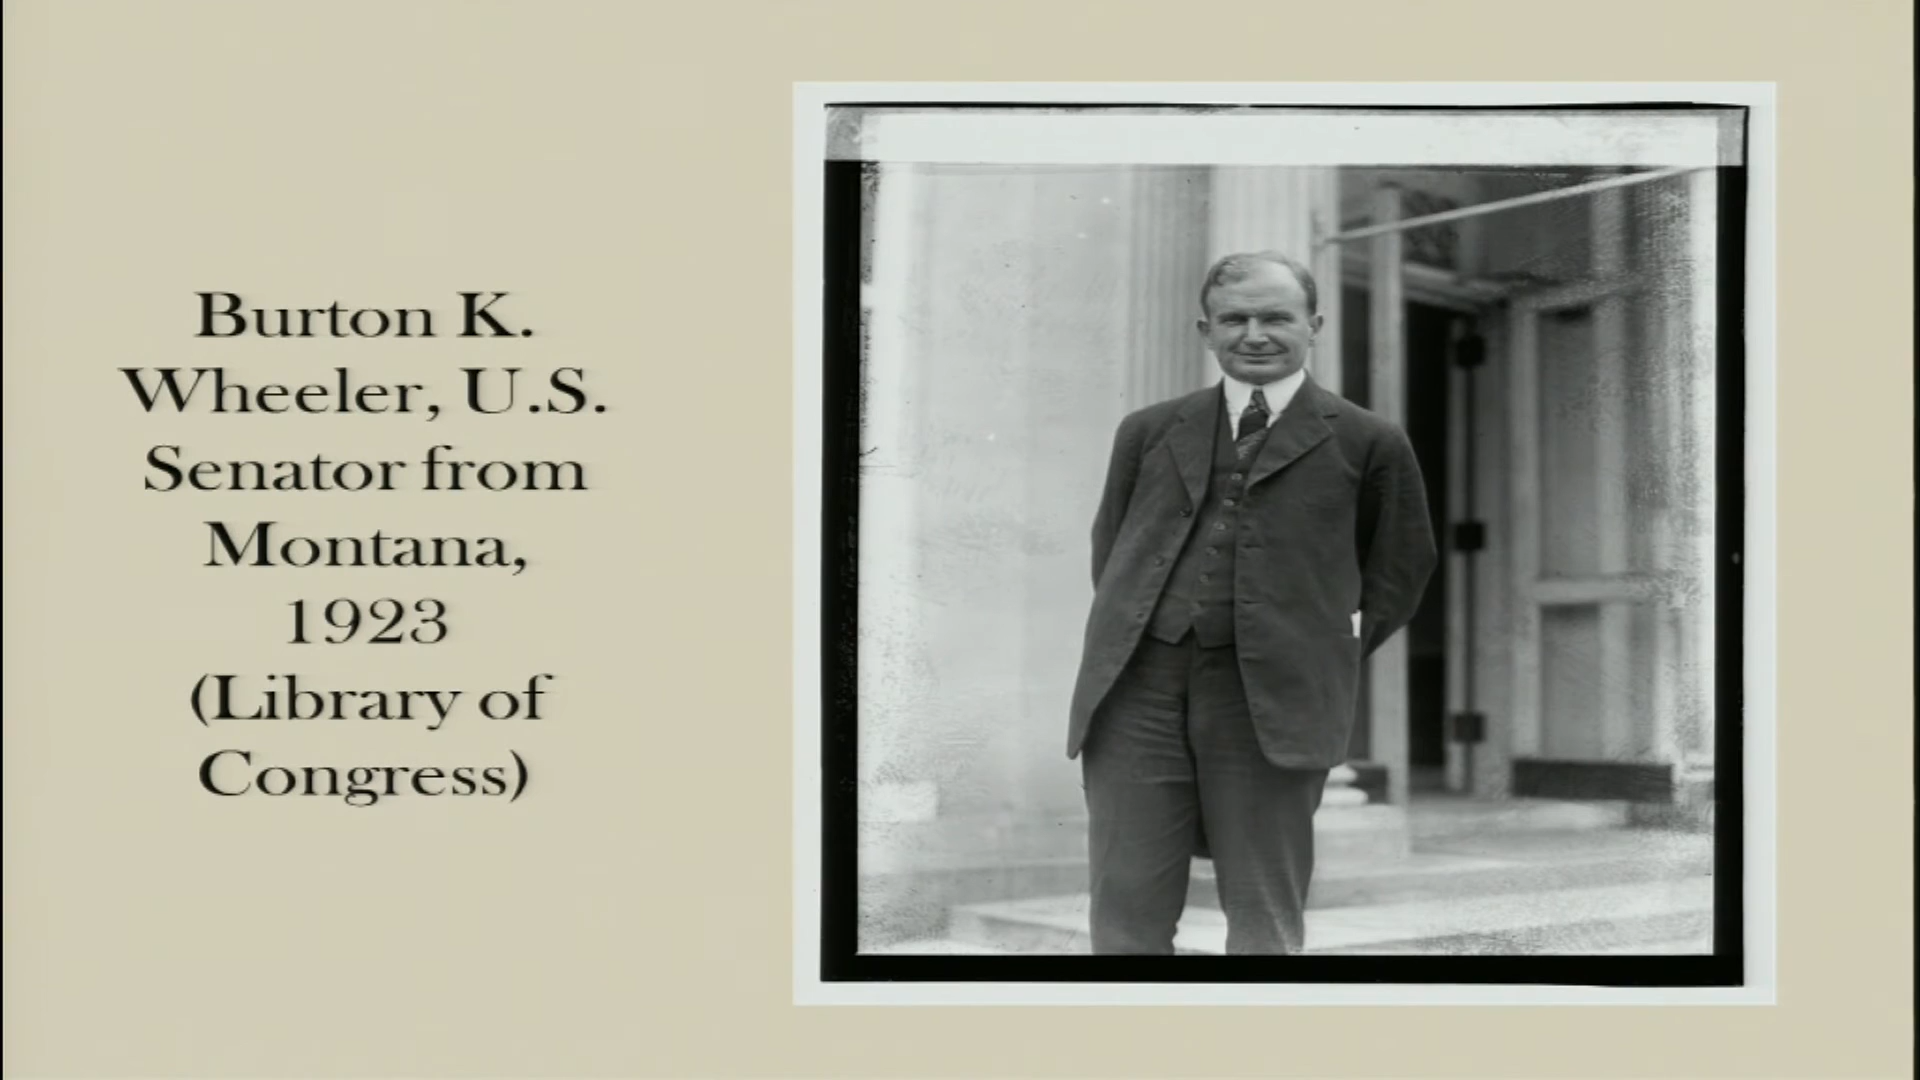 Burton K.
Wheeler, U.S.
Senator from
Montana,
1923
(Library of
Congress)